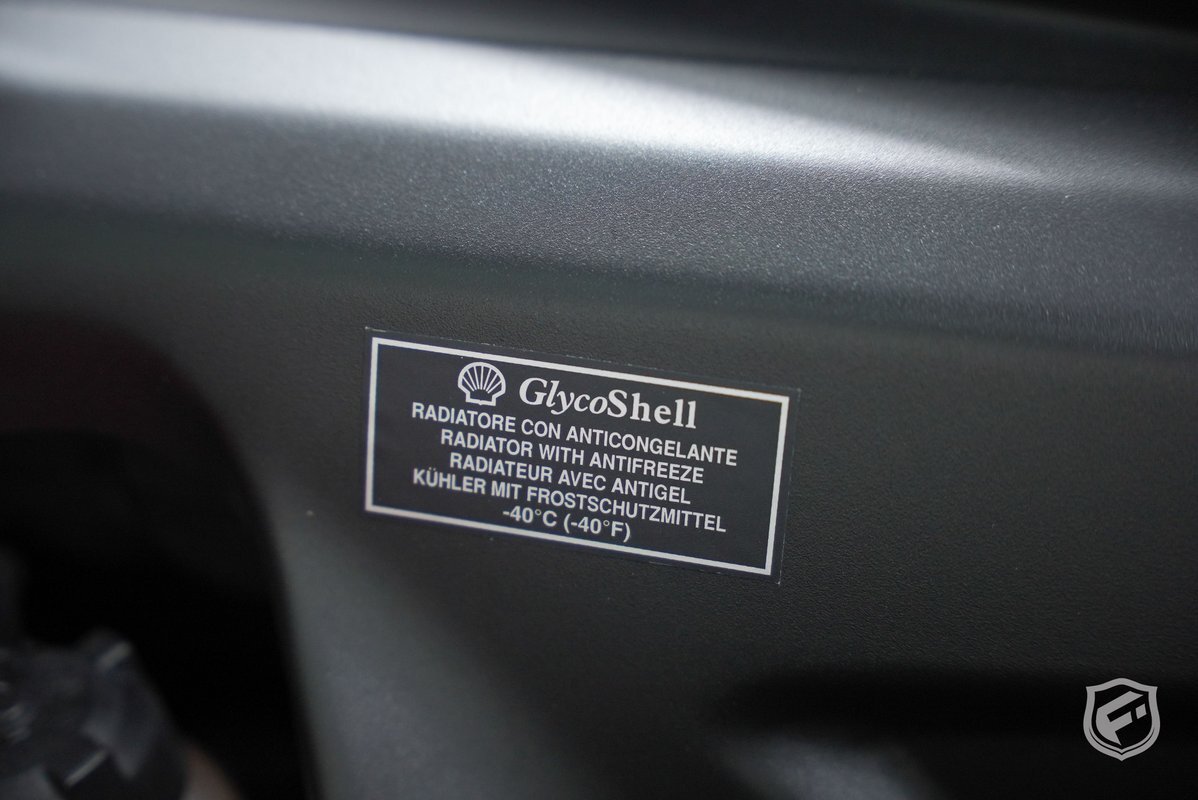 GlycoShell
RADIATORE CON ANTICONGELANTE
RADIATOR WITH ANTIFREEZE
RADIATEUR AVEC ANTIGEL
KÜHLER MIT FROSTSCHUTZMITTEL
-40°C (-40°F)